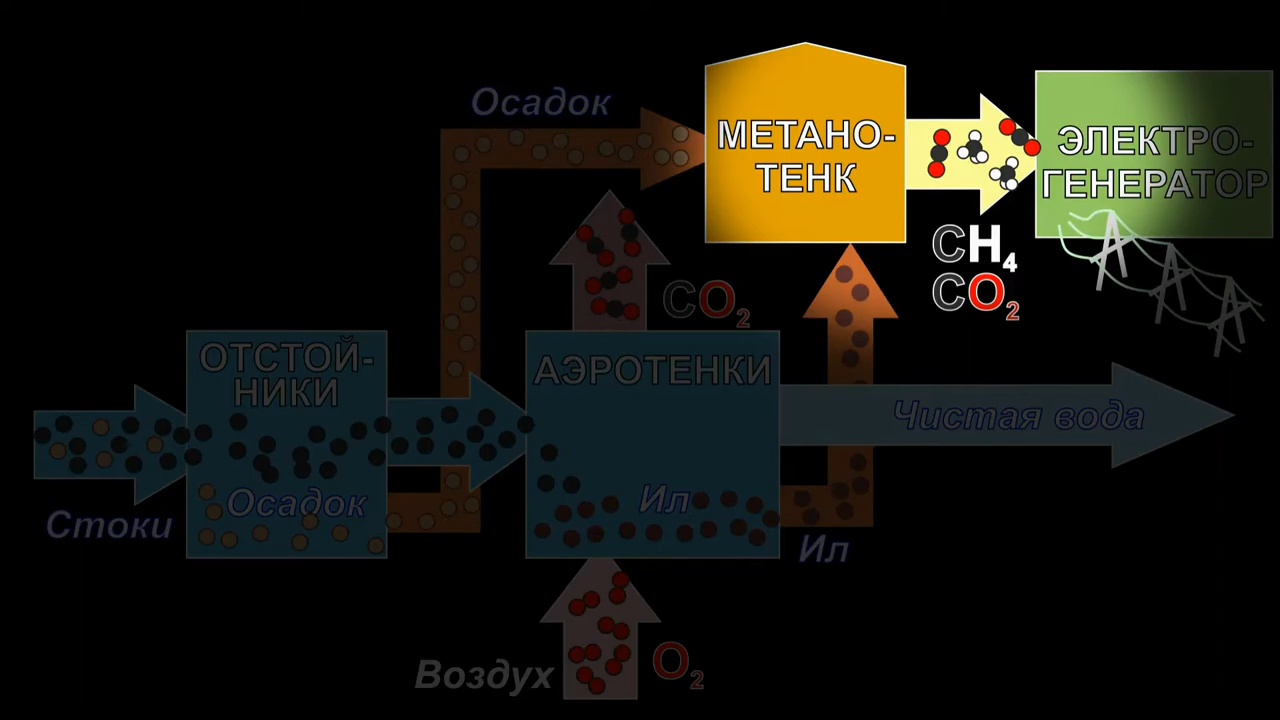 Осадок
МЕТАНО-
ТЕНК
ЭЛЕКТРО-
ГЕНЕРАТОР
CH₄
CO₂
CO₂
ОТСТОЙ-
НИКИ
АЭРОТЕНКИ
Чистая вода
Осадок
Ил
Стоки
Ил
Воздух
O₂